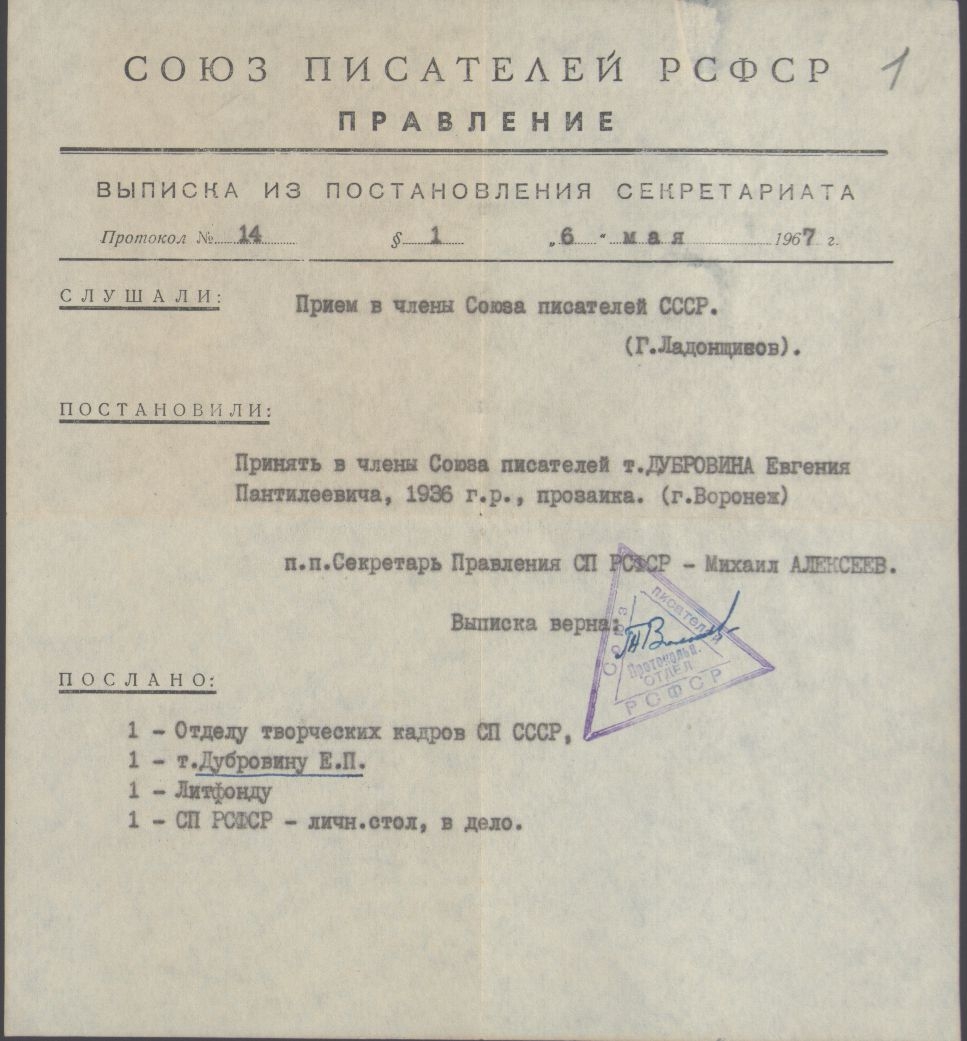 СОЮЗ ПИСАТЕЛЕЙ РСФСР 1
ПРАВЛЕНИЕ
ВЫПИСКА ИЗ ПОСТАНОВЛЕНИЯ СЕКРЕТАРИАТА
Протокол № 14 § 1 „6 “ мая 1967 г.
СЛУШАЛИ: Прием в члены Союза писателей СССР.
(Г.Ладонщиков).
ПОСТАНОВИЛИ:
Принять в члены Союза писателей т.ДУБРОВИНА Евгения
Пантилеевича, 1936 г.р., прозаика. (г.Воронеж)
п.п.Секретарь Правления СП РСФСР – Михаил АЛЕКСЕЕВ.
Выписка верна:
Союз писателей РСФСР
Протокольн.
ОТДЕЛ
ПОСЛАНО:
1 – Отделу творческих кадров СП СССР,
1 – т.Дубровину Е.П.
1 – Литфонду
1 – СП РСФСР – личн.стол, в дело.